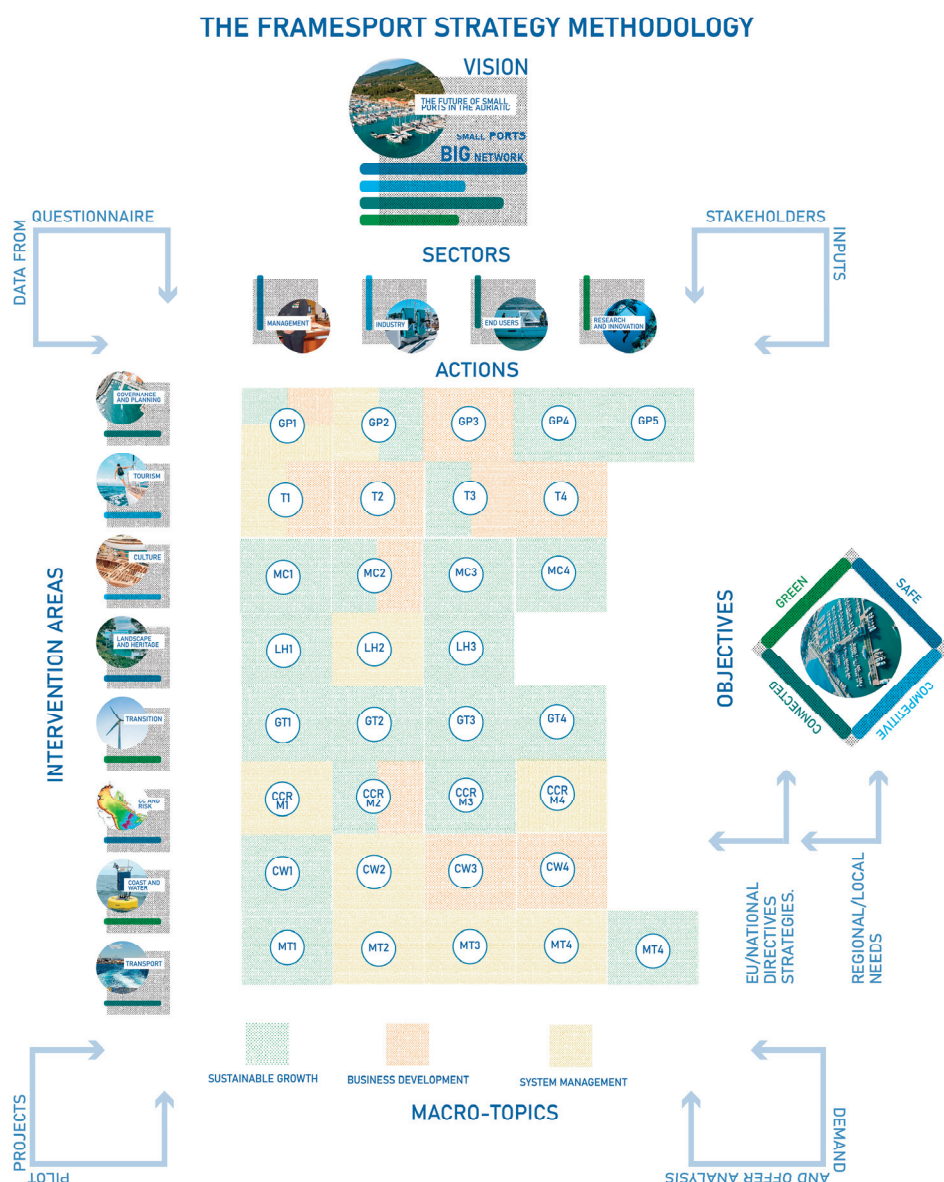 THE FRAMESPORT STRATEGY METHODOLOGY
VISION
THE FUTURE OF SMALL
PORTS IN THE ADRIATIC
SMALL PORTS
BIG NETWORK
DATA FROM
QUESTIONNAIRE
STAKEHOLDERS
INPUTS
SECTORS
MANAGEMENT
INDUSTRY
END USERS
RESEARCH
AND INNOVATION
ACTIONS
INTERVENTION AREAS
GOVERNANCE
AND PLANNING
GP1
GP2
GP3
GP4
GP5
TOURISM
T1
T2
T3
T4
CULTURE
MC1
MC2
MC3
MC4
LANDSCAPE
AND HERITAGE
LH1
LH2
LH3
TRANSITION
GT1
GT2
GT3
GT4
CC AND
RISK
CCR
M1
CCR
M2
CCR
M3
CCR
M4
COAST AND
WATER
CW1
CW2
CW3
CW4
TRANSPORT
MT1
MT2
MT3
MT4
MT4
OBJECTIVES
GREEN
SAFE
CONNECTED
COMPETITIVE
EU/NATIONAL
DIRECTIVES
STRATEGIES.
REGIONAL/LOCAL
NEEDS
SUSTAINABLE GROWTH
BUSINESS DEVELOPMENT
SYSTEM MANAGEMENT
MACRO-TOPICS
PROJECTS
PILOT
DEMAND
AND OFFER ANALYSIS